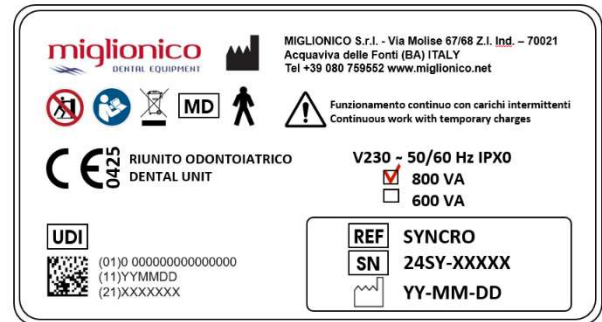 miglionico
DENTAL EQUIPMENT
MIGLIONICO S.r.l. - Via Molise 67/68 Z.I. Ind. – 70021
Acquaviva delle Fonti (BA) ITALY
Tel +39 080 759552 www.miglionico.net
MD
Funzionamento continuo con carichi intermittenti
Continuous work with temporary charges
CE 0425
RIUNITO ODONTOIATRICO
DENTAL UNIT
V230 ~ 50/60 Hz IPX0
800 VA
600 VA
UDI
(01)0 000000000000000
(11)YYMMDD
(21)XXXXXXX
REF SYNCRO
SN 24SY-XXXXX
YY-MM-DD